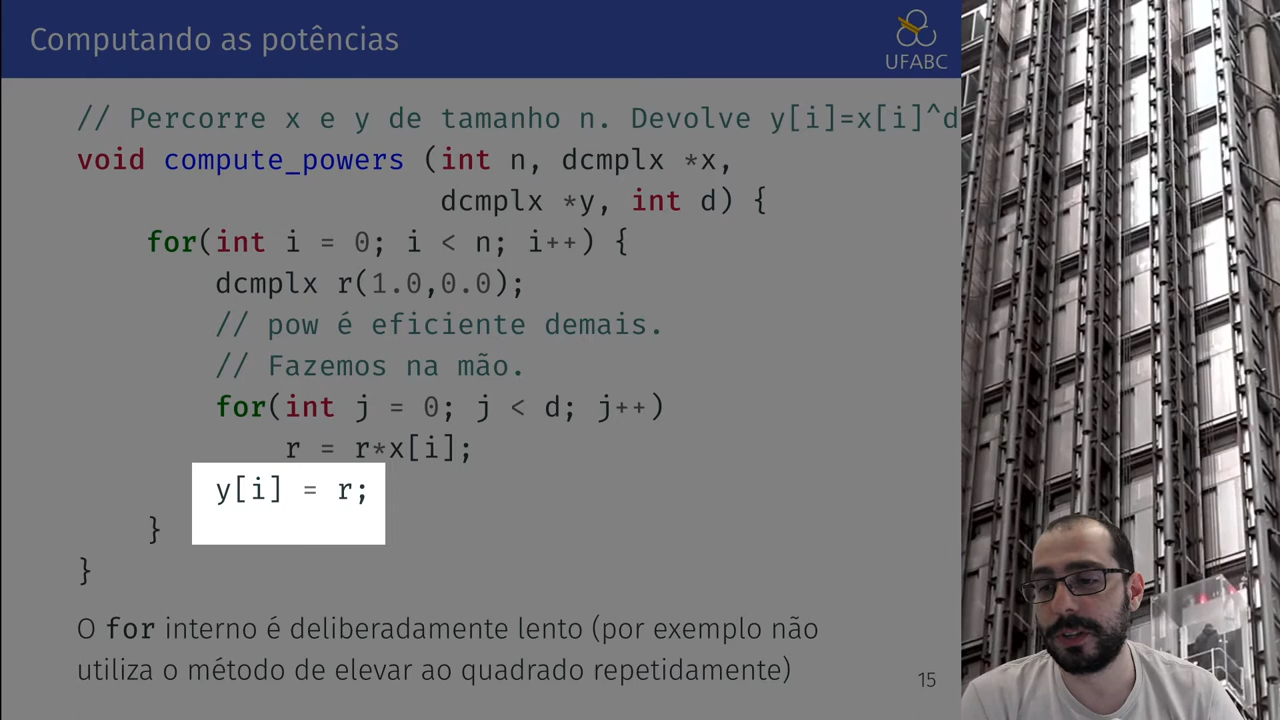 Computando as potências
UFABC
// Percorre x e y de tamanho n. Devolve y[i]=x[i]^d
void compute_powers (int n, dcmplx *x,
dcmplx *y, int d) {
for(int i = 0; i < n; i++) {
dcmplx r(1.0,0.0);
// pow é eficiente demais.
// Fazemos na mão.
for(int j = 0; j < d; j++)
r = r*x[i];
y[i] = r;
}
}
O for interno é deliberadamente lento (por exemplo não
utiliza o método de elevar ao quadrado repetidamente)
15